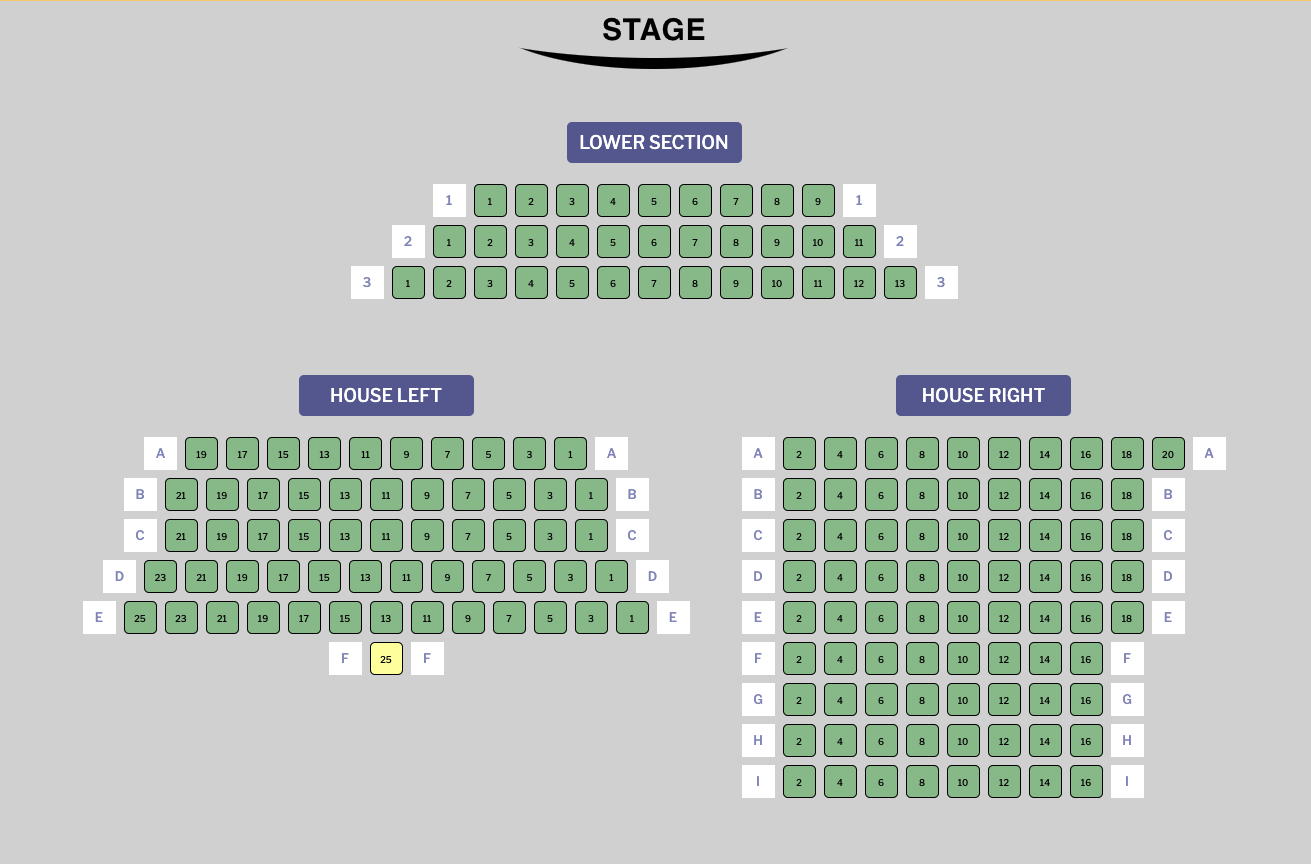 STAGE
LOWER SECTION
1 1 2 3 4 5 6 7 8 9 1
2 1 2 3 4 5 6 7 8 9 10 11 2
3 1 2 3 4 5 6 7 8 9 10 11 12 13 3
HOUSE LEFT
A 19 17 15 13 11 9 7 5 3 1 A
B 21 19 17 15 13 11 9 7 5 3 1 B
C 21 19 17 15 13 11 9 7 5 3 1 C
D 23 21 19 17 15 13 11 9 7 5 3 1 D
E 25 23 21 19 17 15 13 11 9 7 5 3 1 E
F 25 F
HOUSE RIGHT
A 2 4 6 8 10 12 14 16 18 20 A
B 2 4 6 8 10 12 14 16 18 B
C 2 4 6 8 10 12 14 16 18 C
D 2 4 6 8 10 12 14 16 18 D
E 2 4 6 8 10 12 14 16 18 E
F 2 4 6 8 10 12 14 16 F
G 2 4 6 8 10 12 14 16 G
H 2 4 6 8 10 12 14 16 H
I 2 4 6 8 10 12 14 16 I